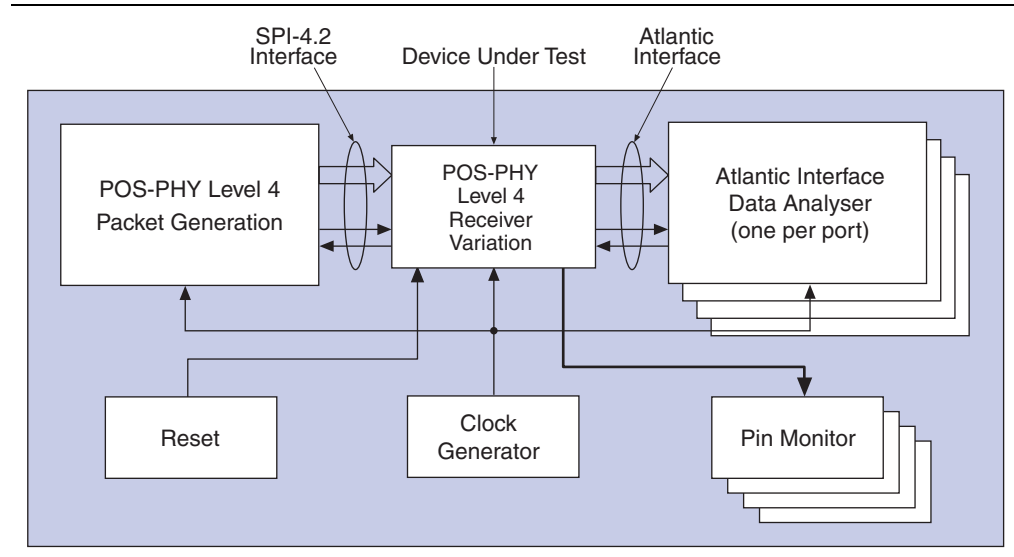 SPI-4.2
Interface
Device Under Test
Atlantic
Interface
POS-PHY Level 4
Packet Generation
POS-PHY
Level 4
Receiver
Variation
Atlantic Interface
Data Analyser
(one per port)
Reset
Clock
Generator
Pin Monitor